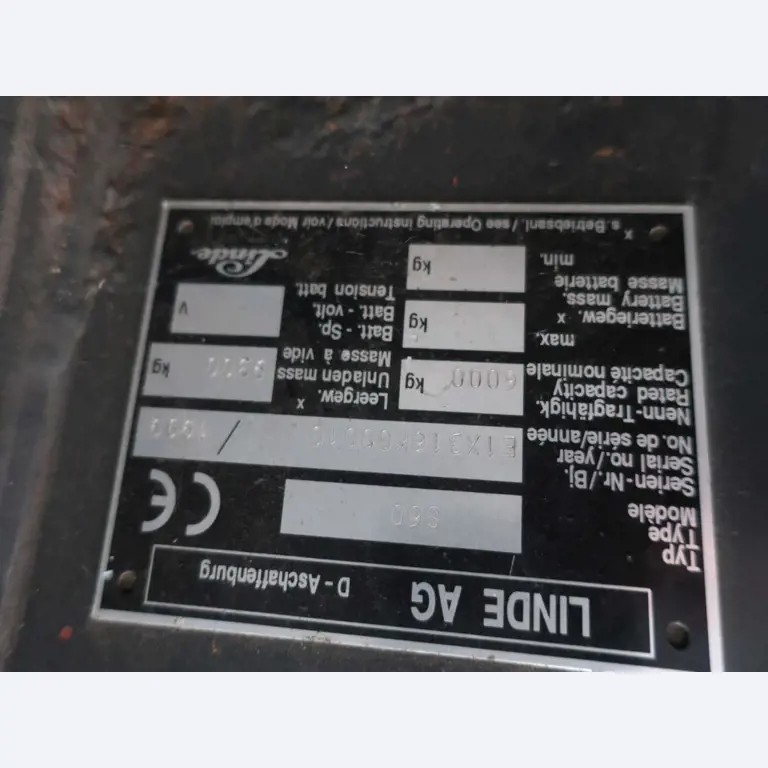 LINDE AG
D - Aschaffenburg
Typ
Type
Modèle
CE
Serien-Nr./Bj.
Serial no./year
No. de série/année
/
Nenn-Tragfähigk.
Rated capacity
Capacité nominale
6000 kg
Leergew. x
Unladen mass
Masse à vide
kg
Batteriegew. x
Battery mass.
Masse batterie
max
kg
min.
kg
Batt. - Sp.
Batt - volt.
Tension batt.
V
Linde
x s. Betriebsanl. / see Operating instructions / voir Mode d'emploi